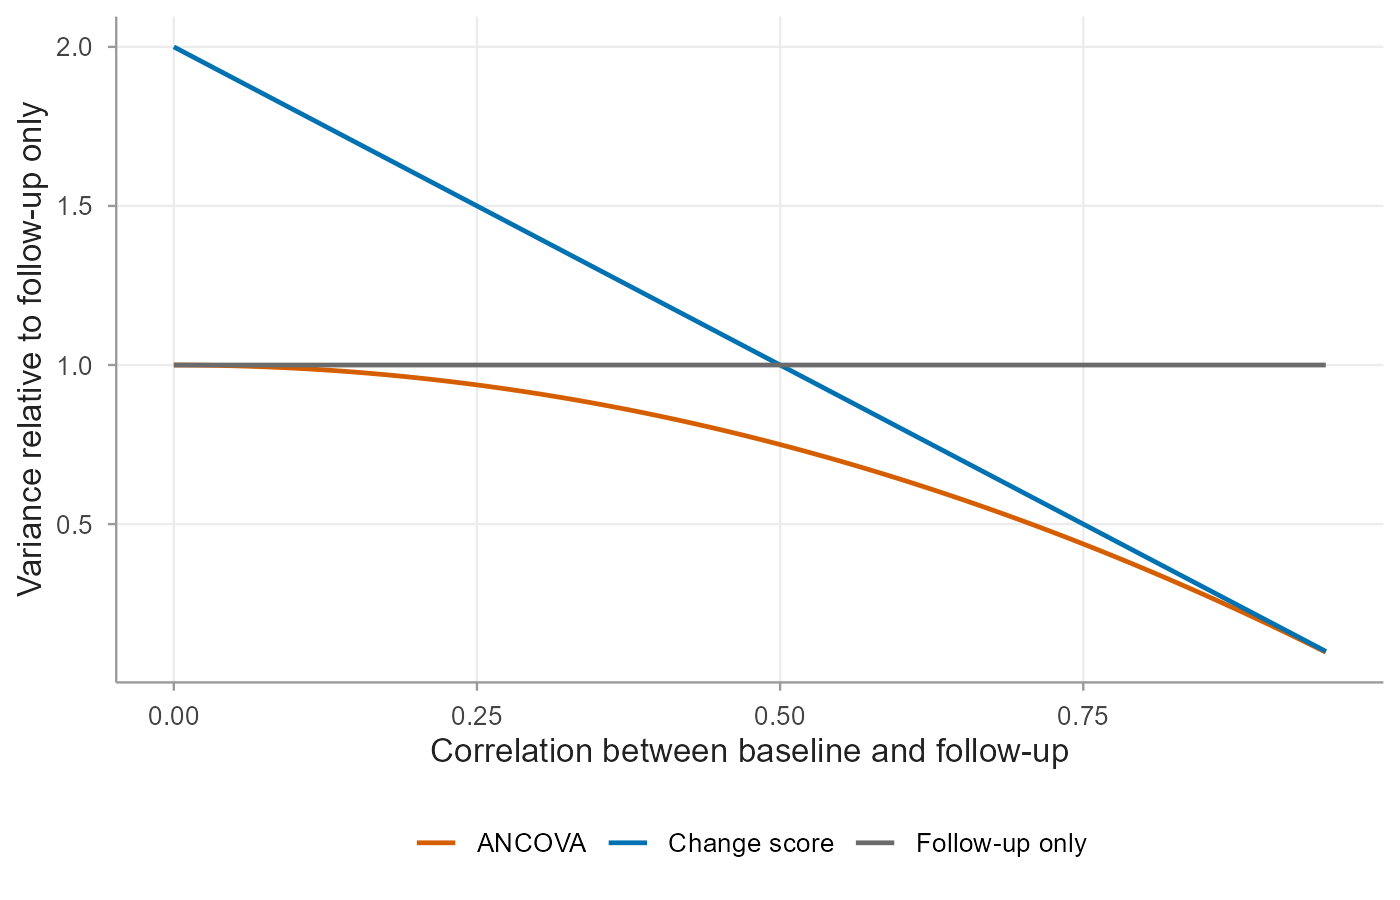 Variance relative to follow-up only
2.0
1.5
1.0
0.5
0.00 0.25 0.50 0.75
Correlation between baseline and follow-up
ANCOVA Change score Follow-up only